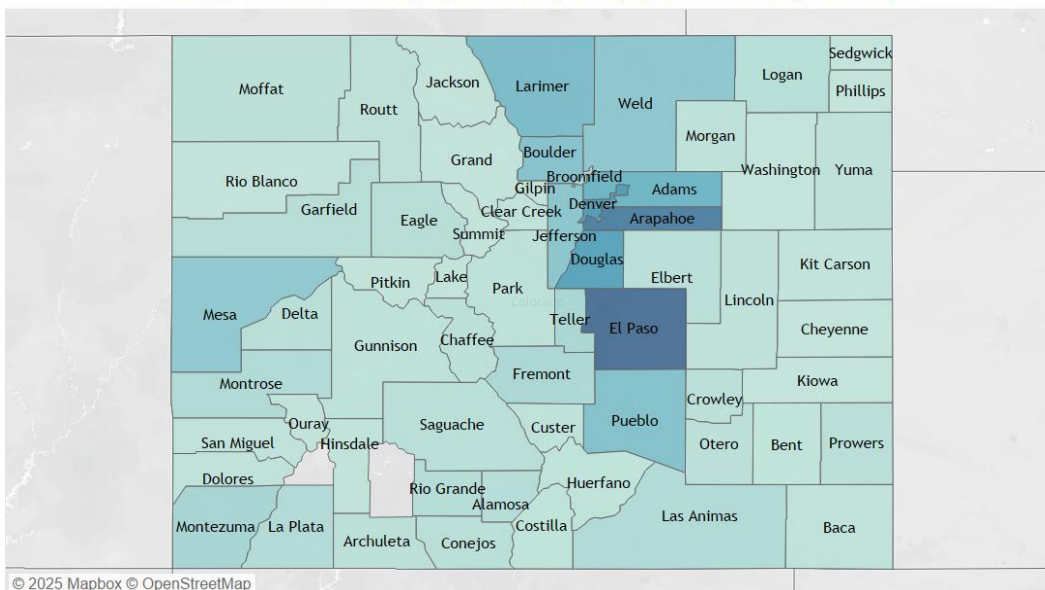 Sedgwick
Jackson
Logan
Moffat
Larimer
Phillips
Weld
Routt
Morgan
Boulder
Grand
Washington
Yuma
Broomfield
Rio Blanco
Gilpin
Adams
Denver
Garfield
Clear Creek
Eagle
Arapahoe
Summit
Jefferson
Douglas
Kit Carson
Lake
Elbert
Pitkin
Park
Lincoln
Colorado
Mesa
Delta
Teller
El Paso
Cheyenne
Chaffee
Gunnison
Fremont
Kiowa
Montrose
Crowley
Pueblo
Ouray
Saguache
Custer
San Miguel
Hinsdale
Otero
Bent
Prowers
Dolores
Huerfano
Rio Grande
Alamosa
Las Animas
Montezuma
La Plata
Costilla
Baca
Archuleta
Conejos
© 2025 Mapbox © OpenStreetMap